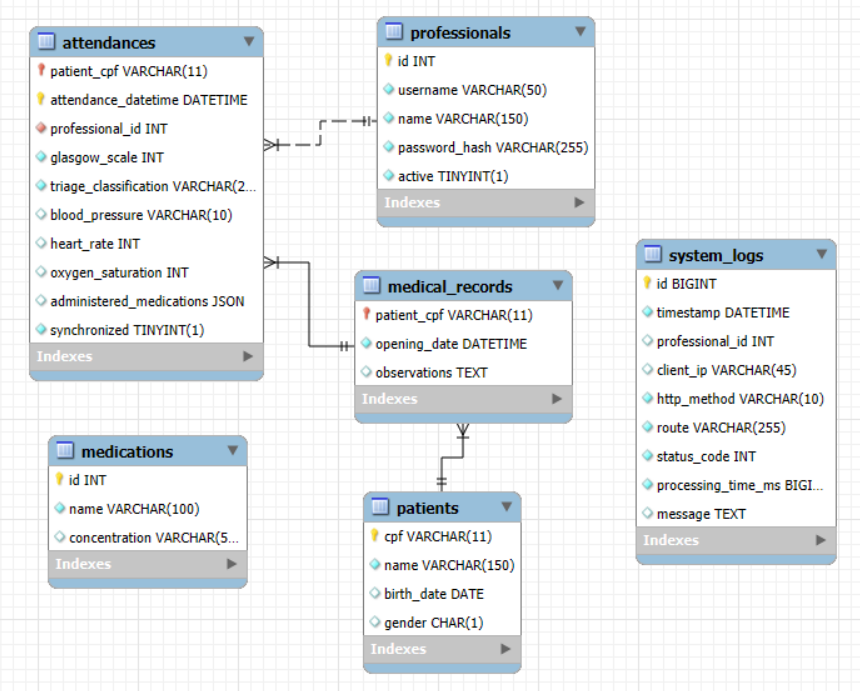 attendances
patient_cpf VARCHAR(11)
attendance_datetime DATETIME
professional_id INT
glasgow_scale INT
triage_classification VARCHAR(2...
blood_pressure VARCHAR(10)
heart_rate INT
oxygen_saturation INT
administered_medications JSON
synchronized TINYINT(1)
Indexes
professionals
id INT
username VARCHAR(50)
name VARCHAR(150)
password_hash VARCHAR(255)
active TINYINT(1)
Indexes
medical_records
patient_cpf VARCHAR(11)
opening_date DATETIME
observations TEXT
Indexes
system_logs
id BIGINT
timestamp DATETIME
professional_id INT
client_ip VARCHAR(45)
http_method VARCHAR(10)
route VARCHAR(255)
status_code INT
processing_time_ms BIGI...
message TEXT
Indexes
medications
id INT
name VARCHAR(100)
concentration VARCHAR(5...
Indexes
patients
cpf VARCHAR(11)
name VARCHAR(150)
birth_date DATE
gender CHAR(1)
Indexes